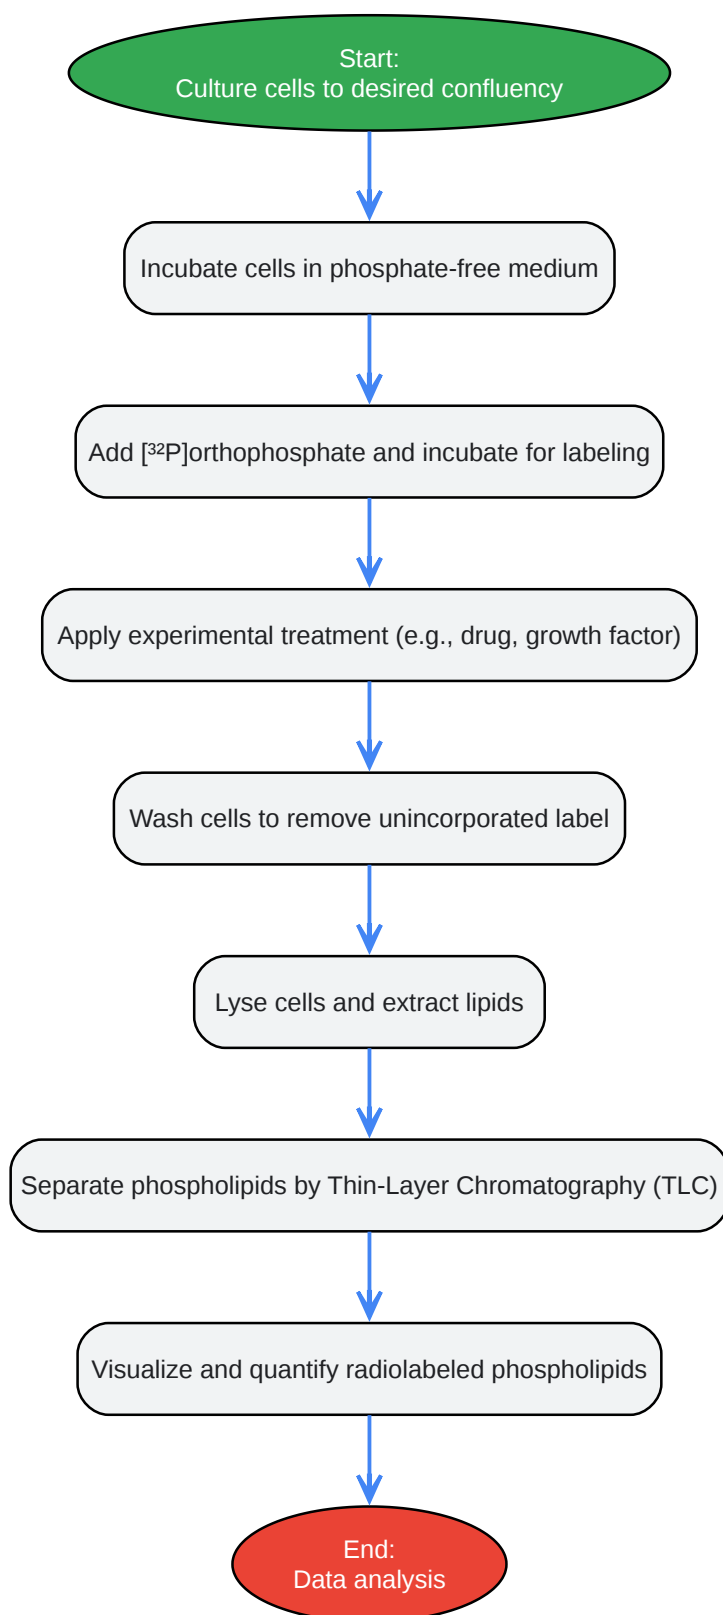 Start:
Culture cells to desired confluency
Incubate cells in phosphate-free medium
Add [³²P]orthophosphate and incubate for labeling
Apply experimental treatment (e.g., drug, growth factor)
Wash cells to remove unincorporated label
Lyse cells and extract lipids
Separate phospholipids by Thin-Layer Chromatography (TLC)
Visualize and quantify radiolabeled phospholipids
End:
Data analysis